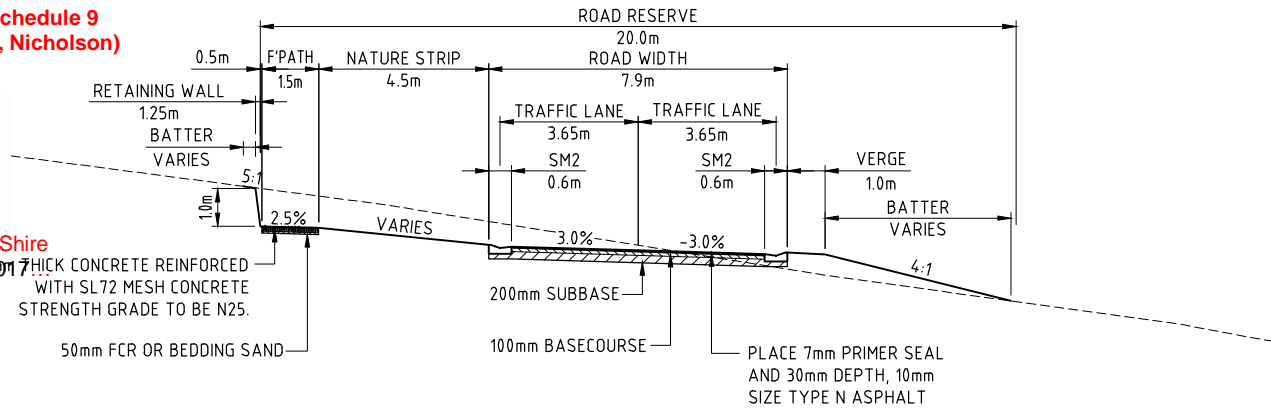 chedule 9
, Nicholson)
ROAD RESERVE
20.0m
0.5m
F'PATH
1.5m
NATURE STRIP
4.5m
ROAD WIDTH
7.9m
RETAINING WALL
1.25m
TRAFFIC LANE
3.65m
TRAFFIC LANE
3.65m
BATTER
VARIES
SM2
0.6m
SM2
0.6m
VERGE
1.0m
5:1
1.0m
2.5%
VARIES
3.0%
-3.0%
BATTER
VARIES
4:1
Shire
017...
THICK CONCRETE REINFORCED
WITH SL72 MESH CONCRETE
STRENGTH GRADE TO BE N25.
50mm FCR OR BEDDING SAND
200mm SUBBASE
100mm BASECOURSE
PLACE 7mm PRIMER SEAL
AND 30mm DEPTH, 10mm
SIZE TYPE N ASPHALT